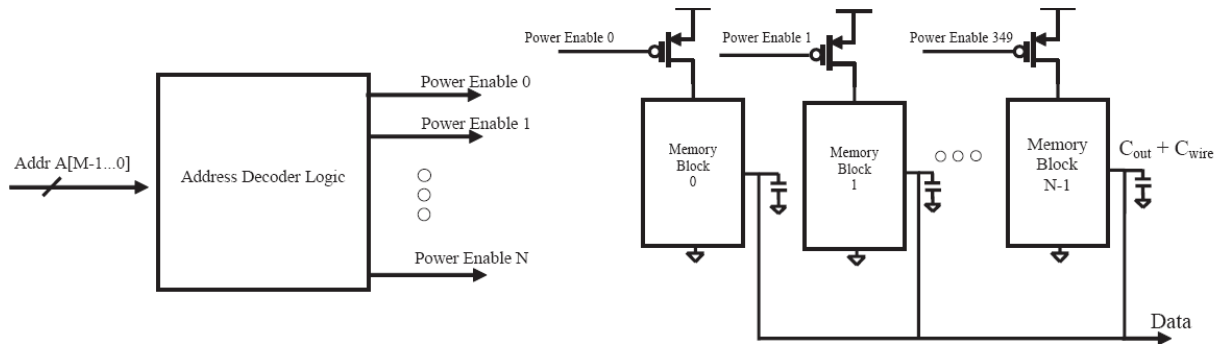 Addr A[M-1...0]
Address Decoder Logic
Power Enable 0
Power Enable 1
Power Enable N
Power Enable 0
Power Enable 1
Power Enable 349
Memory
Block
0
Memory
Block
1
Memory
Block
N-1
Cout + Cwire
Data